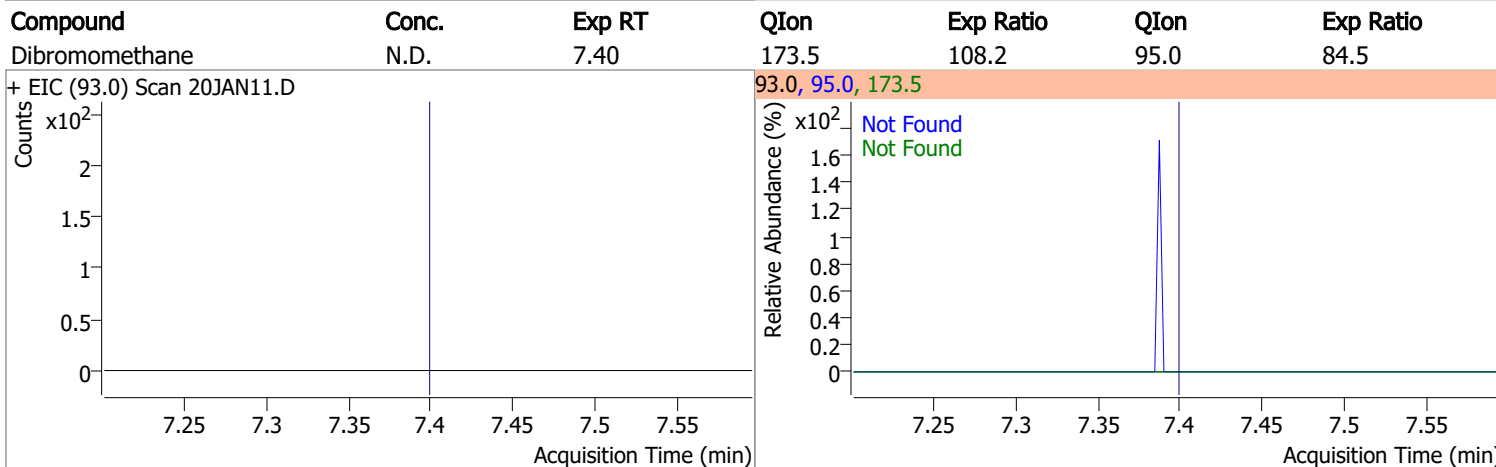 Compound Conc. Exp RT QIon Exp Ratio QIon Exp Ratio
Dibromomethane N.D. 7.40 173.5 108.2 95.0 84.5
+ EIC (93.0) Scan 20JAN11.D
Counts
x10²
2
1.5
1
0.5
0
7.25 7.3 7.35 7.4 7.45 7.5 7.55
Acquisition Time (min)
93.0, 95.0, 173.5
Relative Abundance (%)
x10²
Not Found
Not Found
1.6
1.4
1.2
1
0.8
0.6
0.4
0.2
0
7.25 7.3 7.35 7.4 7.45 7.5 7.55
Acquisition Time (min)